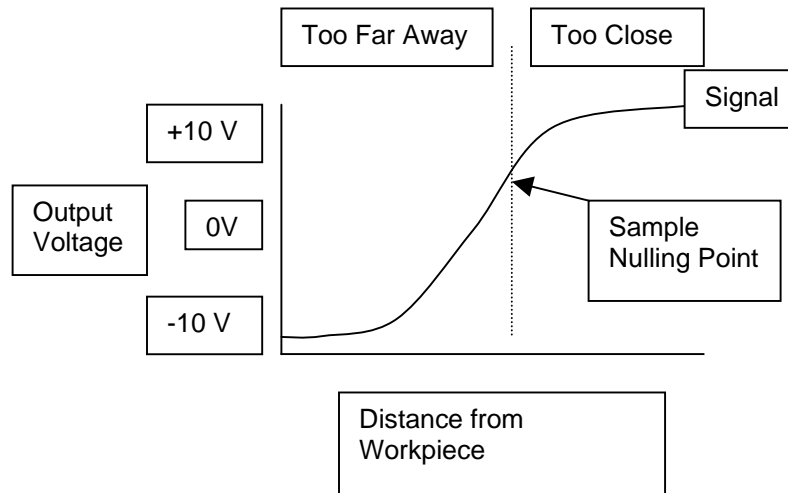 Too Far Away
Too Close
Signal
+10 V
Output
Voltage
0V
Sample
Nulling Point
-10 V
Distance from
Workpiece